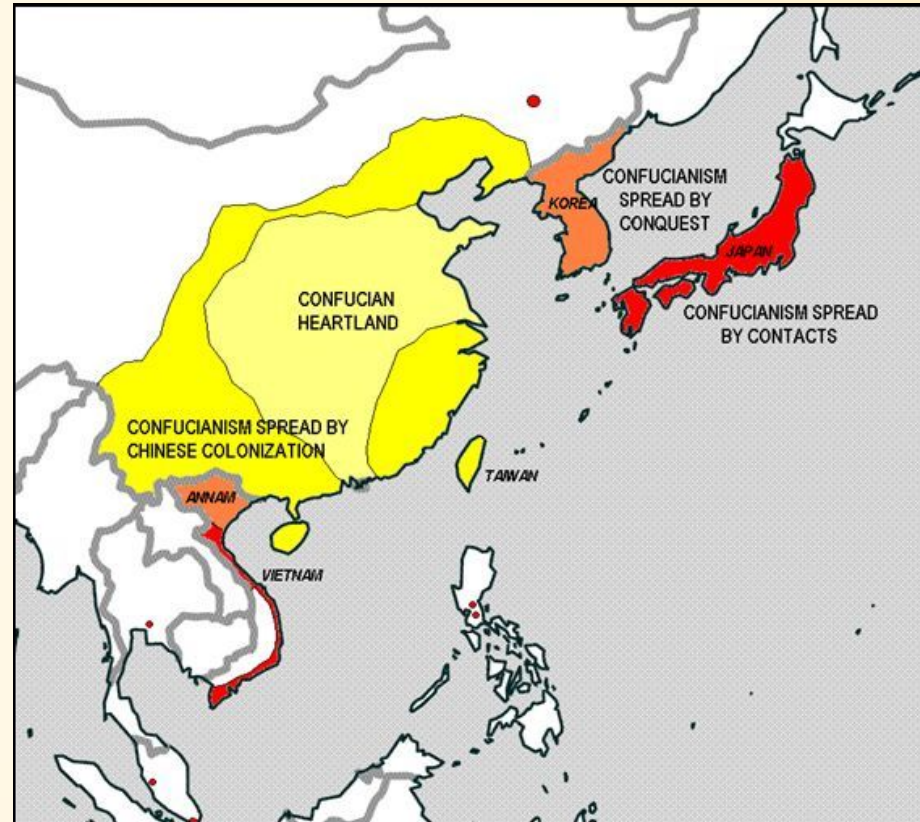 KOREA
CONFUCIANISM
SPREAD BY
CONQUEST
JAPAN
CONFUCIANISM SPREAD
BY CONTACTS
CONFUCIAN
HEARTLAND
CONFUCIANISM SPREAD BY
CHINESE COLONIZATION
TAIWAN
ANNAM
VIETNAM